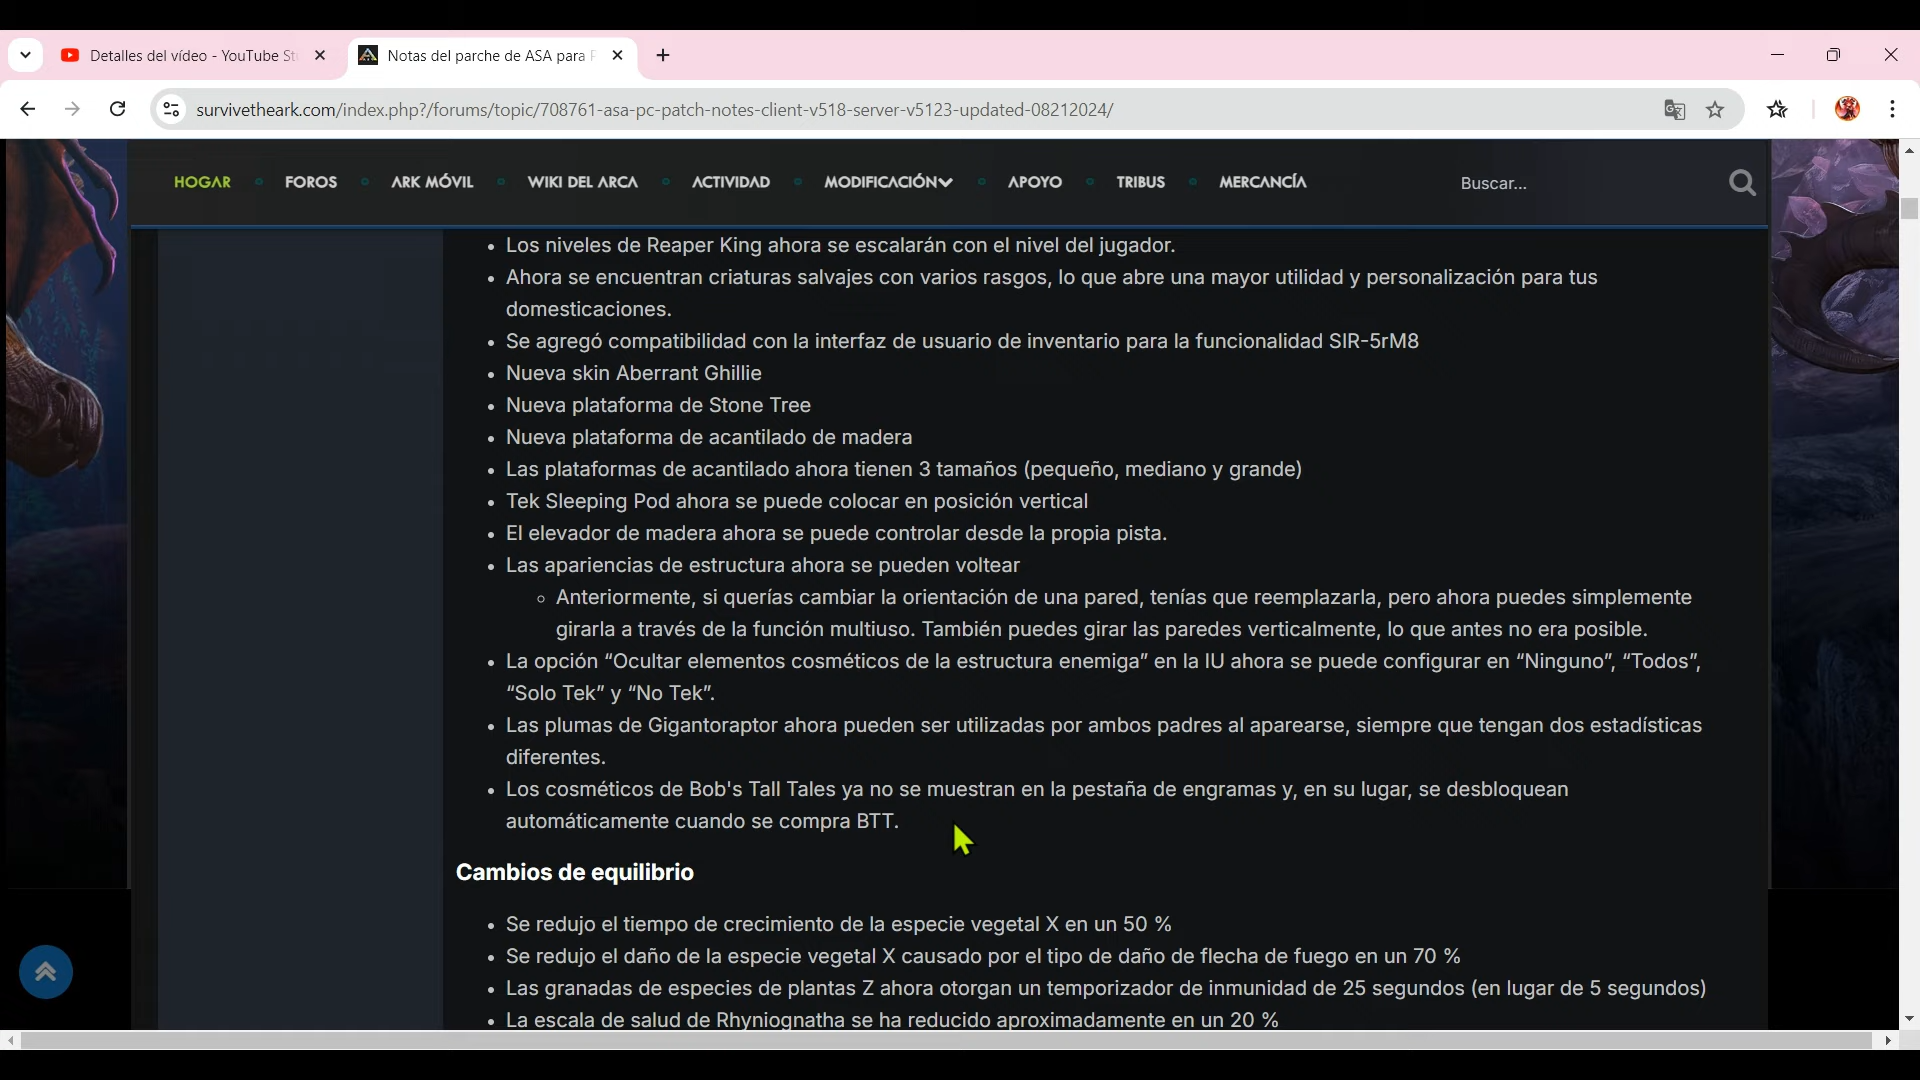 Detalles del vídeo - YouTube St
Notas del parche de ASA para P
survivetheark.com/index.php?/forums/topic/708761-asa-pc-patch-notes-client-v518-server-v5123-updated-08212024/
HOGAR FOROS ARK MÓVIL WIKI DEL ARCA ACTIVIDAD MODIFICACIÓN APOYO TRIBUS MERCANCÍA Buscar...
• Los niveles de Reaper King ahora se escalarán con el nivel del jugador.
• Ahora se encuentran criaturas salvajes con varios rasgos, lo que abre una mayor utilidad y personalización para tus
domesticaciones.
• Se agregó compatibilidad con la interfaz de usuario de inventario para la funcionalidad SIR-5rM8
• Nueva skin Aberrant Ghillie
• Nueva plataforma de Stone Tree
• Nueva plataforma de acantilado de madera
• Las plataformas de acantilado ahora tienen 3 tamaños (pequeño, mediano y grande)
• Tek Sleeping Pod ahora se puede colocar en posición vertical
• El elevador de madera ahora se puede controlar desde la propia pista.
• Las apariencias de estructura ahora se pueden voltear
◦ Anteriormente, si querías cambiar la orientación de una pared, tenías que reemplazarla, pero ahora puedes simplemente
girarla a través de la función multiuso. También puedes girar las paredes verticalmente, lo que antes no era posible.
• La opción “Ocultar elementos cosméticos de la estructura enemiga” en la IU ahora se puede configurar en “Ninguno”, “Todos”,
“Solo Tek” y “No Tek”.
• Las plumas de Gigantoraptor ahora pueden ser utilizadas por ambos padres al aparearse, siempre que tengan dos estadísticas
diferentes.
• Los cosméticos de Bob's Tall Tales ya no se muestran en la pestaña de engramas y, en su lugar, se desbloquean
automáticamente cuando se compra BTT.
Cambios de equilibrio
• Se redujo el tiempo de crecimiento de la especie vegetal X en un 50 %
• Se redujo el daño de la especie vegetal X causado por el tipo de daño de flecha de fuego en un 70 %
• Las granadas de especies de plantas Z ahora otorgan un temporizador de inmunidad de 25 segundos (en lugar de 5 segundos)
• La escala de salud de Rhyniognatha se ha reducido aproximadamente en un 20 %